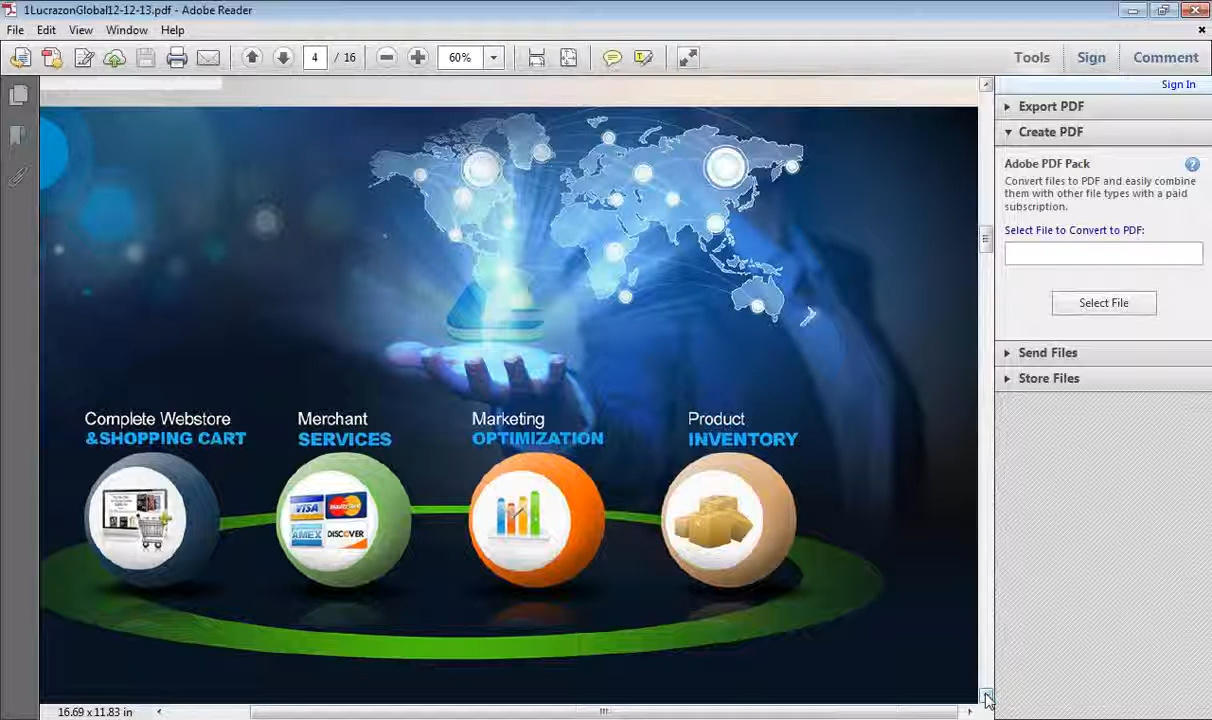 1LucrazonGlobal12-12-13.pdf - Adobe Reader
File Edit View Window Help
4 / 16 60% Tools Sign Comment
Sign In
Export PDF
Create PDF
Adobe PDF Pack
Convert files to PDF and easily combine
them with other file types with a paid
subscription.
Select File to Convert to PDF:
Select File
Send Files
Store Files
Complete Webstore
&SHOPPING CART
Merchant
SERVICES
Marketing
OPTIMIZATION
Product
INVENTORY
VISA MasterCard
AMEX DISCOVER
16.69 x 11.83 in